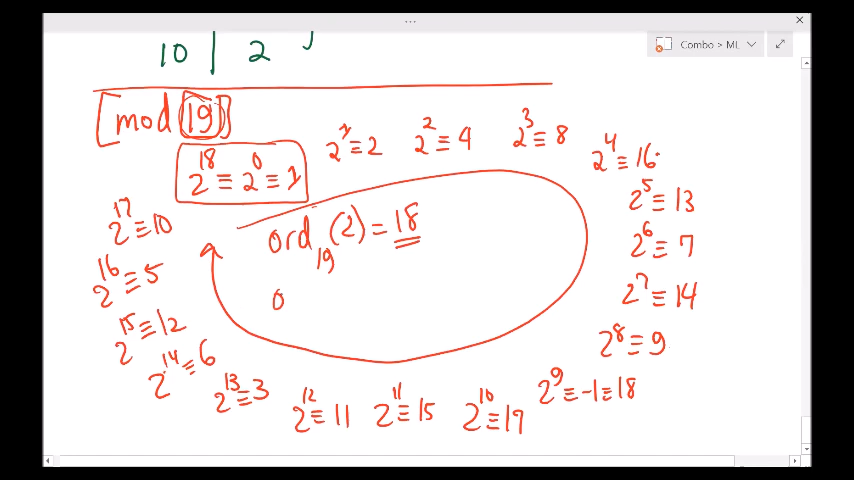 10 | 2
Combo > ML
[mod 19]
2^18 ≡ 2^0 ≡ 1
2^1 ≡ 2
2^2 ≡ 4
2^3 ≡ 8
2^4 ≡ 16
2^5 ≡ 13
2^6 ≡ 7
2^7 ≡ 14
2^8 ≡ 9
2^9 ≡ -1 ≡ 18
2^10 ≡ 17
2^11 ≡ 15
2^12 ≡ 11
2^13 ≡ 3
2^14 ≡ 6
2^15 ≡ 12
2^16 ≡ 5
2^17 ≡ 10
ord_19 (2) = 18
0